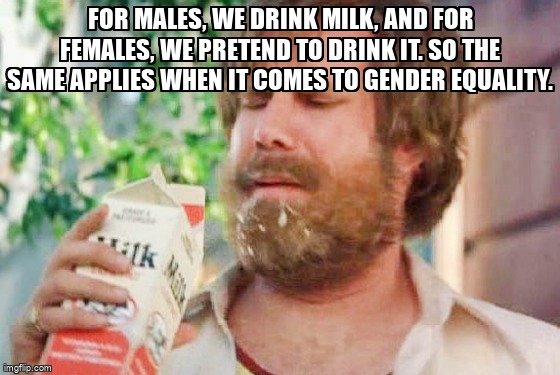 FOR MALES, WE DRINK MILK, AND FOR
FEMALES, WE PRETEND TO DRINK IT. SO THE
SAME APPLIES WHEN IT COMES TO GENDER EQUALITY.
Milk
Milk
imgflip.com